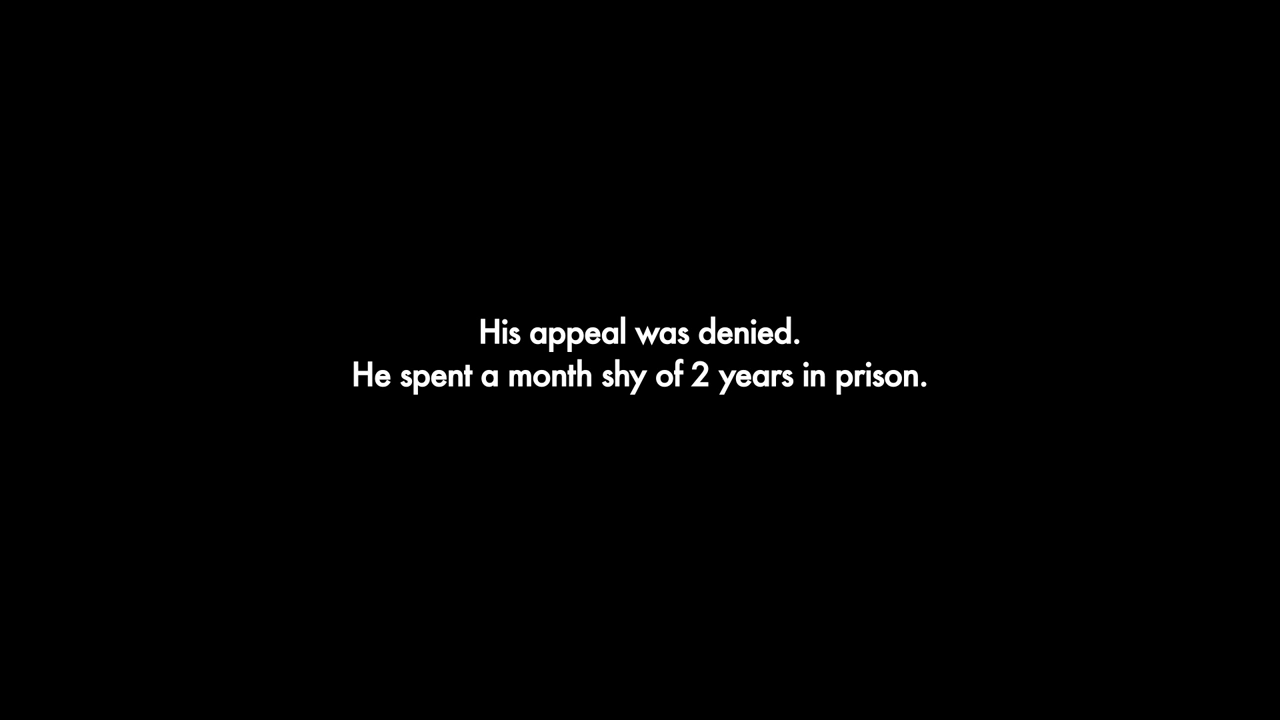 His appeal was denied.
He spent a month shy of 2 years in prison.